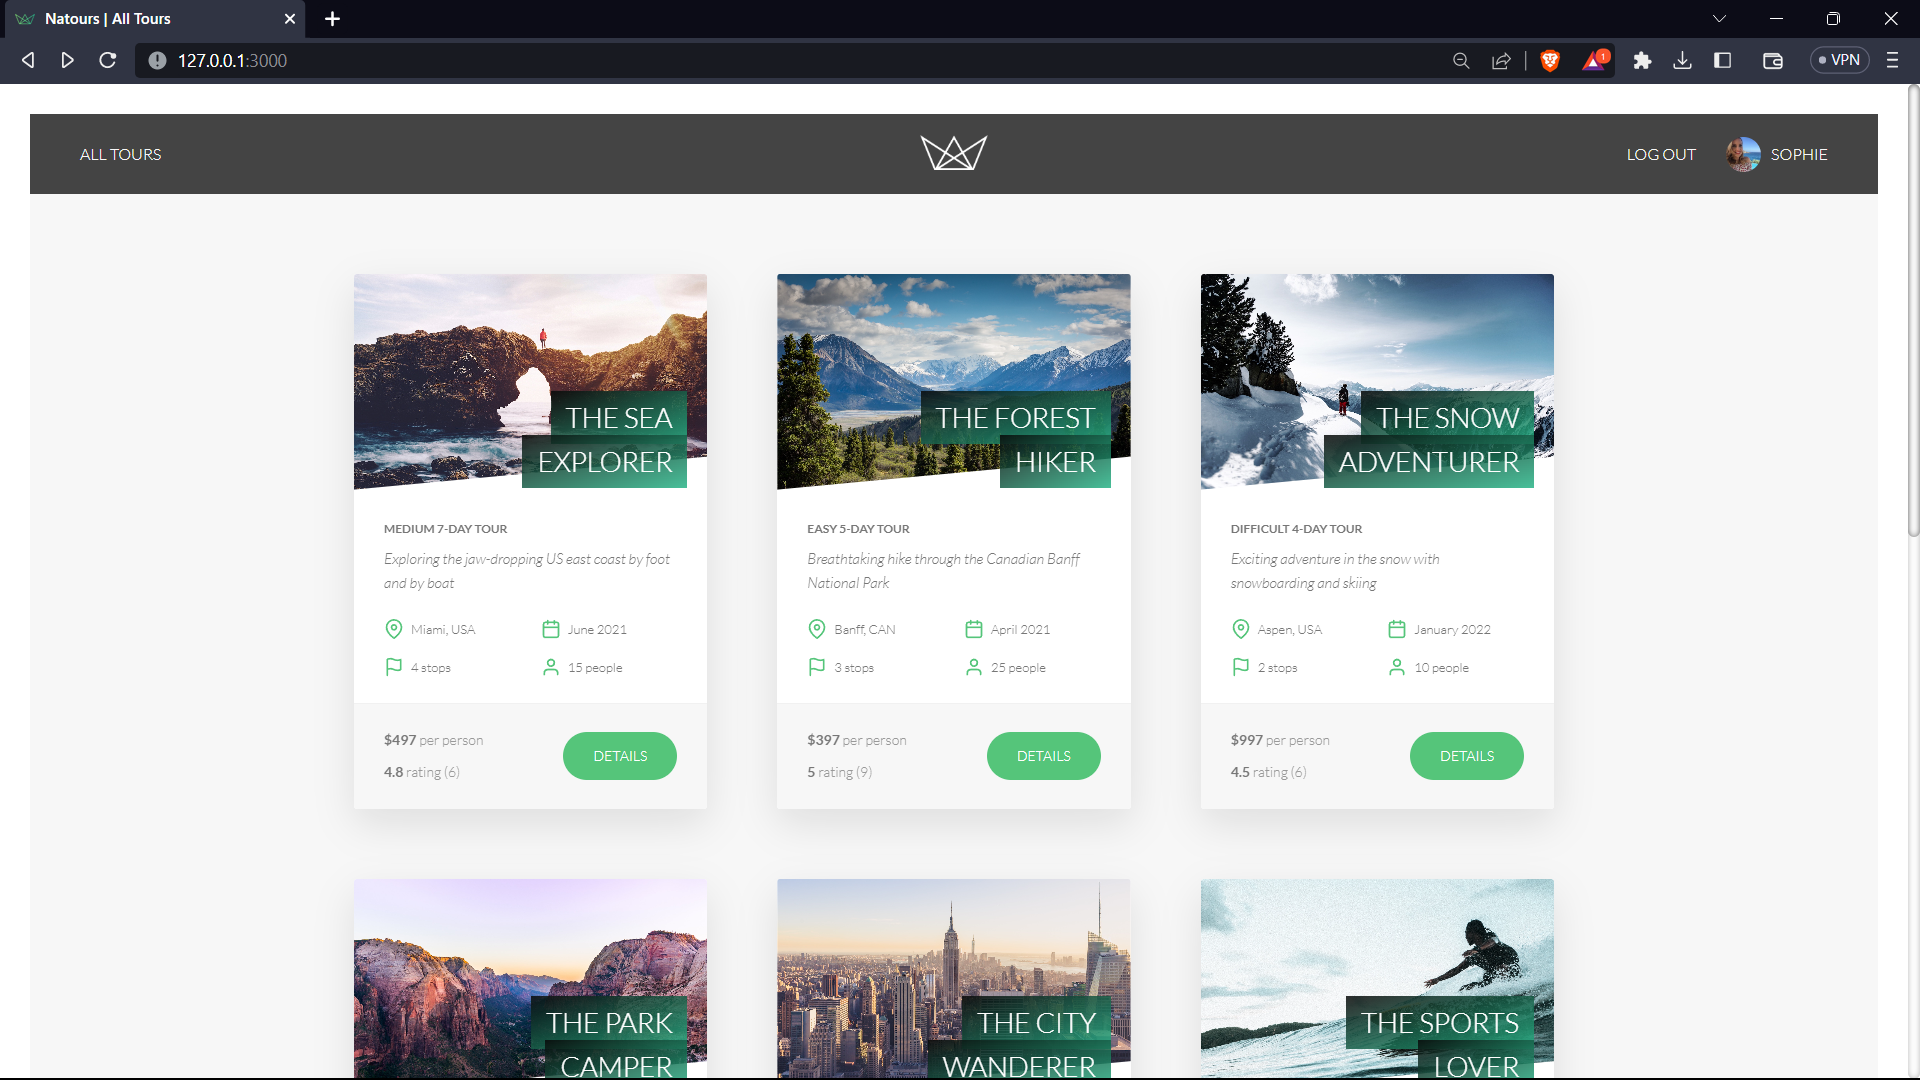 Natours | All Tours
127.0.0.1:3000
1
VPN
ALL TOURS
LOG OUT
SOPHIE
THE SEA
EXPLORER
MEDIUM 7-DAY TOUR
Exploring the jaw-dropping US east coast by foot
and by boat
Miami, USA
June 2021
4 stops
15 people
$497 per person
4.8 rating (6)
DETAILS
THE FOREST
HIKER
EASY 5-DAY TOUR
Breathtaking hike through the Canadian Banff
National Park
Banff, CAN
April 2021
3 stops
25 people
$397 per person
5 rating (9)
DETAILS
THE SNOW
ADVENTURER
DIFFICULT 4-DAY TOUR
Exciting adventure in the snow with
snowboarding and skiing
Aspen, USA
January 2022
2 stops
10 people
$997 per person
4.5 rating (6)
DETAILS
THE PARK
CAMPER
THE CITY
WANDERER
THE SPORTS
LOVER